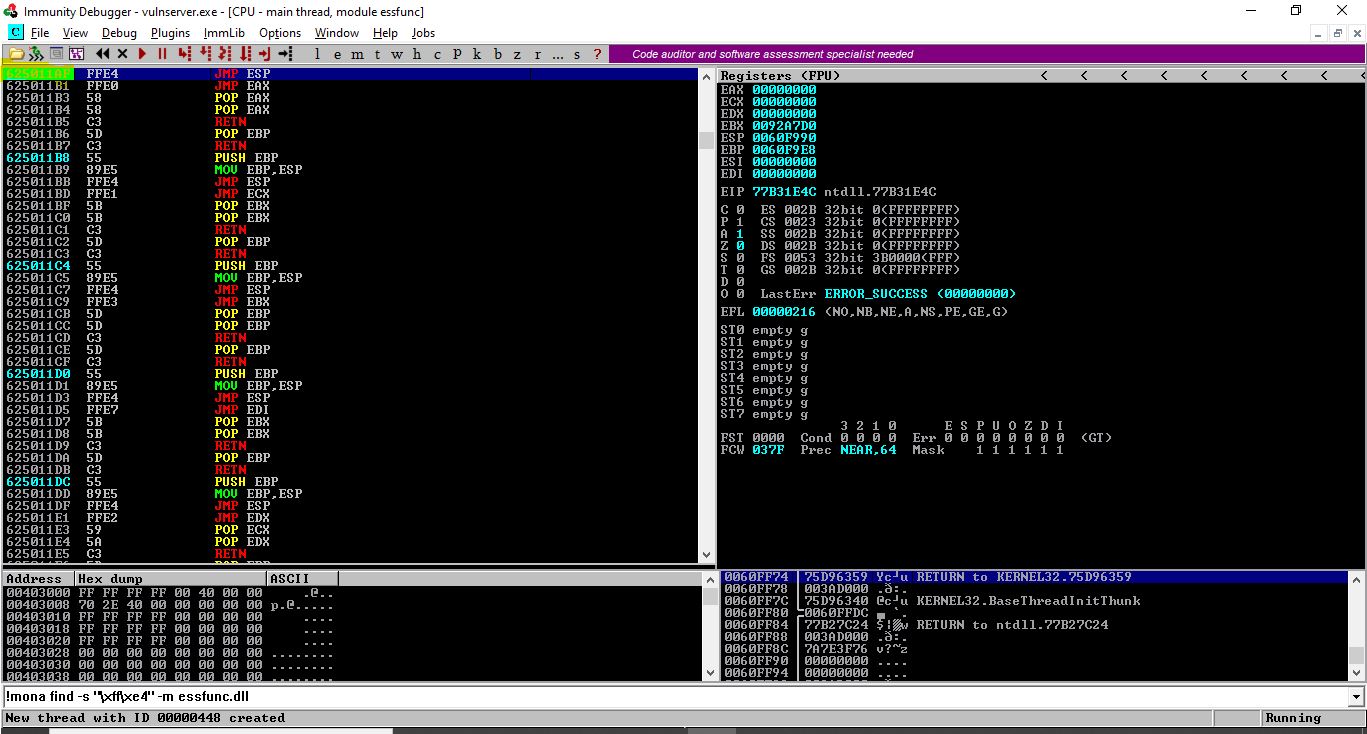 Immunity Debugger - vulnserver.exe - [CPU - main thread, module essfunc]
C File View Debug Plugins ImmLib Options Window Help Jobs
l e m t w h c P k b z r ... s ? Code auditor and software assessment specialist needed
625011AF FFE4 JMP ESP
625011B1 FFE0 JMP EAX
625011B3 58 POP EAX
625011B4 58 POP EAX
625011B5 C3 RETN
625011B6 5D POP EBP
625011B7 C3 RETN
625011B8 55 PUSH EBP
625011B9 89E5 MOV EBP,ESP
625011BB FFE4 JMP ESP
625011BD FFE1 JMP ECX
625011BF 5B POP EBX
625011C0 5B POP EBX
625011C1 C3 RETN
625011C2 5D POP EBP
625011C3 C3 RETN
625011C4 55 PUSH EBP
625011C5 89E5 MOV EBP,ESP
625011C7 FFE4 JMP ESP
625011C9 FFE3 JMP EBX
625011CB 5D POP EBP
625011CC 5D POP EBP
625011CD C3 RETN
625011CE 5D POP EBP
625011CF C3 RETN
625011D0 55 PUSH EBP
625011D1 89E5 MOV EBP,ESP
625011D3 FFE4 JMP ESP
625011D5 FFE7 JMP EDI
625011D7 5B POP EBX
625011D8 5B POP EBX
625011D9 C3 RETN
625011DA 5D POP EBP
625011DB C3 RETN
625011DC 55 PUSH EBP
625011DD 89E5 MOV EBP,ESP
625011DF FFE4 JMP ESP
625011E1 FFE2 JMP EDX
625011E3 59 POP ECX
625011E4 5A POP EDX
625011E5 C3 RETN
Registers (FPU) < < < < < < < < <
EAX 00000000
ECX 00000000
EDX 00000000
EBX 0092A7D0
ESP 0060F990
EBP 0060F9E8
ESI 00000000
EDI 00000000
EIP 77B31E4C ntdll.77B31E4C
C 0 ES 002B 32bit 0(FFFFFFFF)
P 1 CS 0023 32bit 0(FFFFFFFF)
A 1 SS 002B 32bit 0(FFFFFFFF)
Z 0 DS 002B 32bit 0(FFFFFFFF)
S 0 FS 0053 32bit 3B0000(FFF)
T 0 GS 002B 32bit 0(FFFFFFFF)
D 0
O 0 LastErr ERROR_SUCCESS (00000000)
EFL 00000216 (NO,NB,NE,A,NS,PE,GE,G)
ST0 empty g
ST1 empty g
ST2 empty g
ST3 empty g
ST4 empty g
ST5 empty g
ST6 empty g
ST7 empty g
3 2 1 0 E S P U O Z D I
FST 0000 Cond 0 0 0 0 Err 0 0 0 0 0 0 0 0 (GT)
FCW 037F Prec NEAR,64 Mask 1 1 1 1 1 1
Address Hex dump ASCII
00403000 FF FF FF FF 00 40 00 00 .@..
00403008 70 2E 40 00 00 00 00 00 p.@.....
00403010 FF FF FF FF 00 00 00 00 ....
00403018 FF FF FF FF 00 00 00 00 ....
00403020 FF FF FF FF 00 00 00 00 ....
00403028 00 00 00 00 00 00 00 00 ........
00403030 00 00 00 00 00 00 00 00 ........
00403038 00 00 00 00 00 00 00 00 ........
0060FF74 75D96359 RETURN to KERNEL32.75D96359
0060FF78 003AD000
0060FF7C 75D96340 KERNEL32.BaseThreadInitThunk
0060FF80 0060FFDC
0060FF84 77B27C24 RETURN to ntdll.77B27C24
0060FF88 003AD000
0060FF8C 7A7E3F76 v?~z
0060FF90 00000000 ....
0060FF94 00000000 ....
!mona find -s "\xff\xe4" -m essfunc.dll
New thread with ID 00000448 created
Running